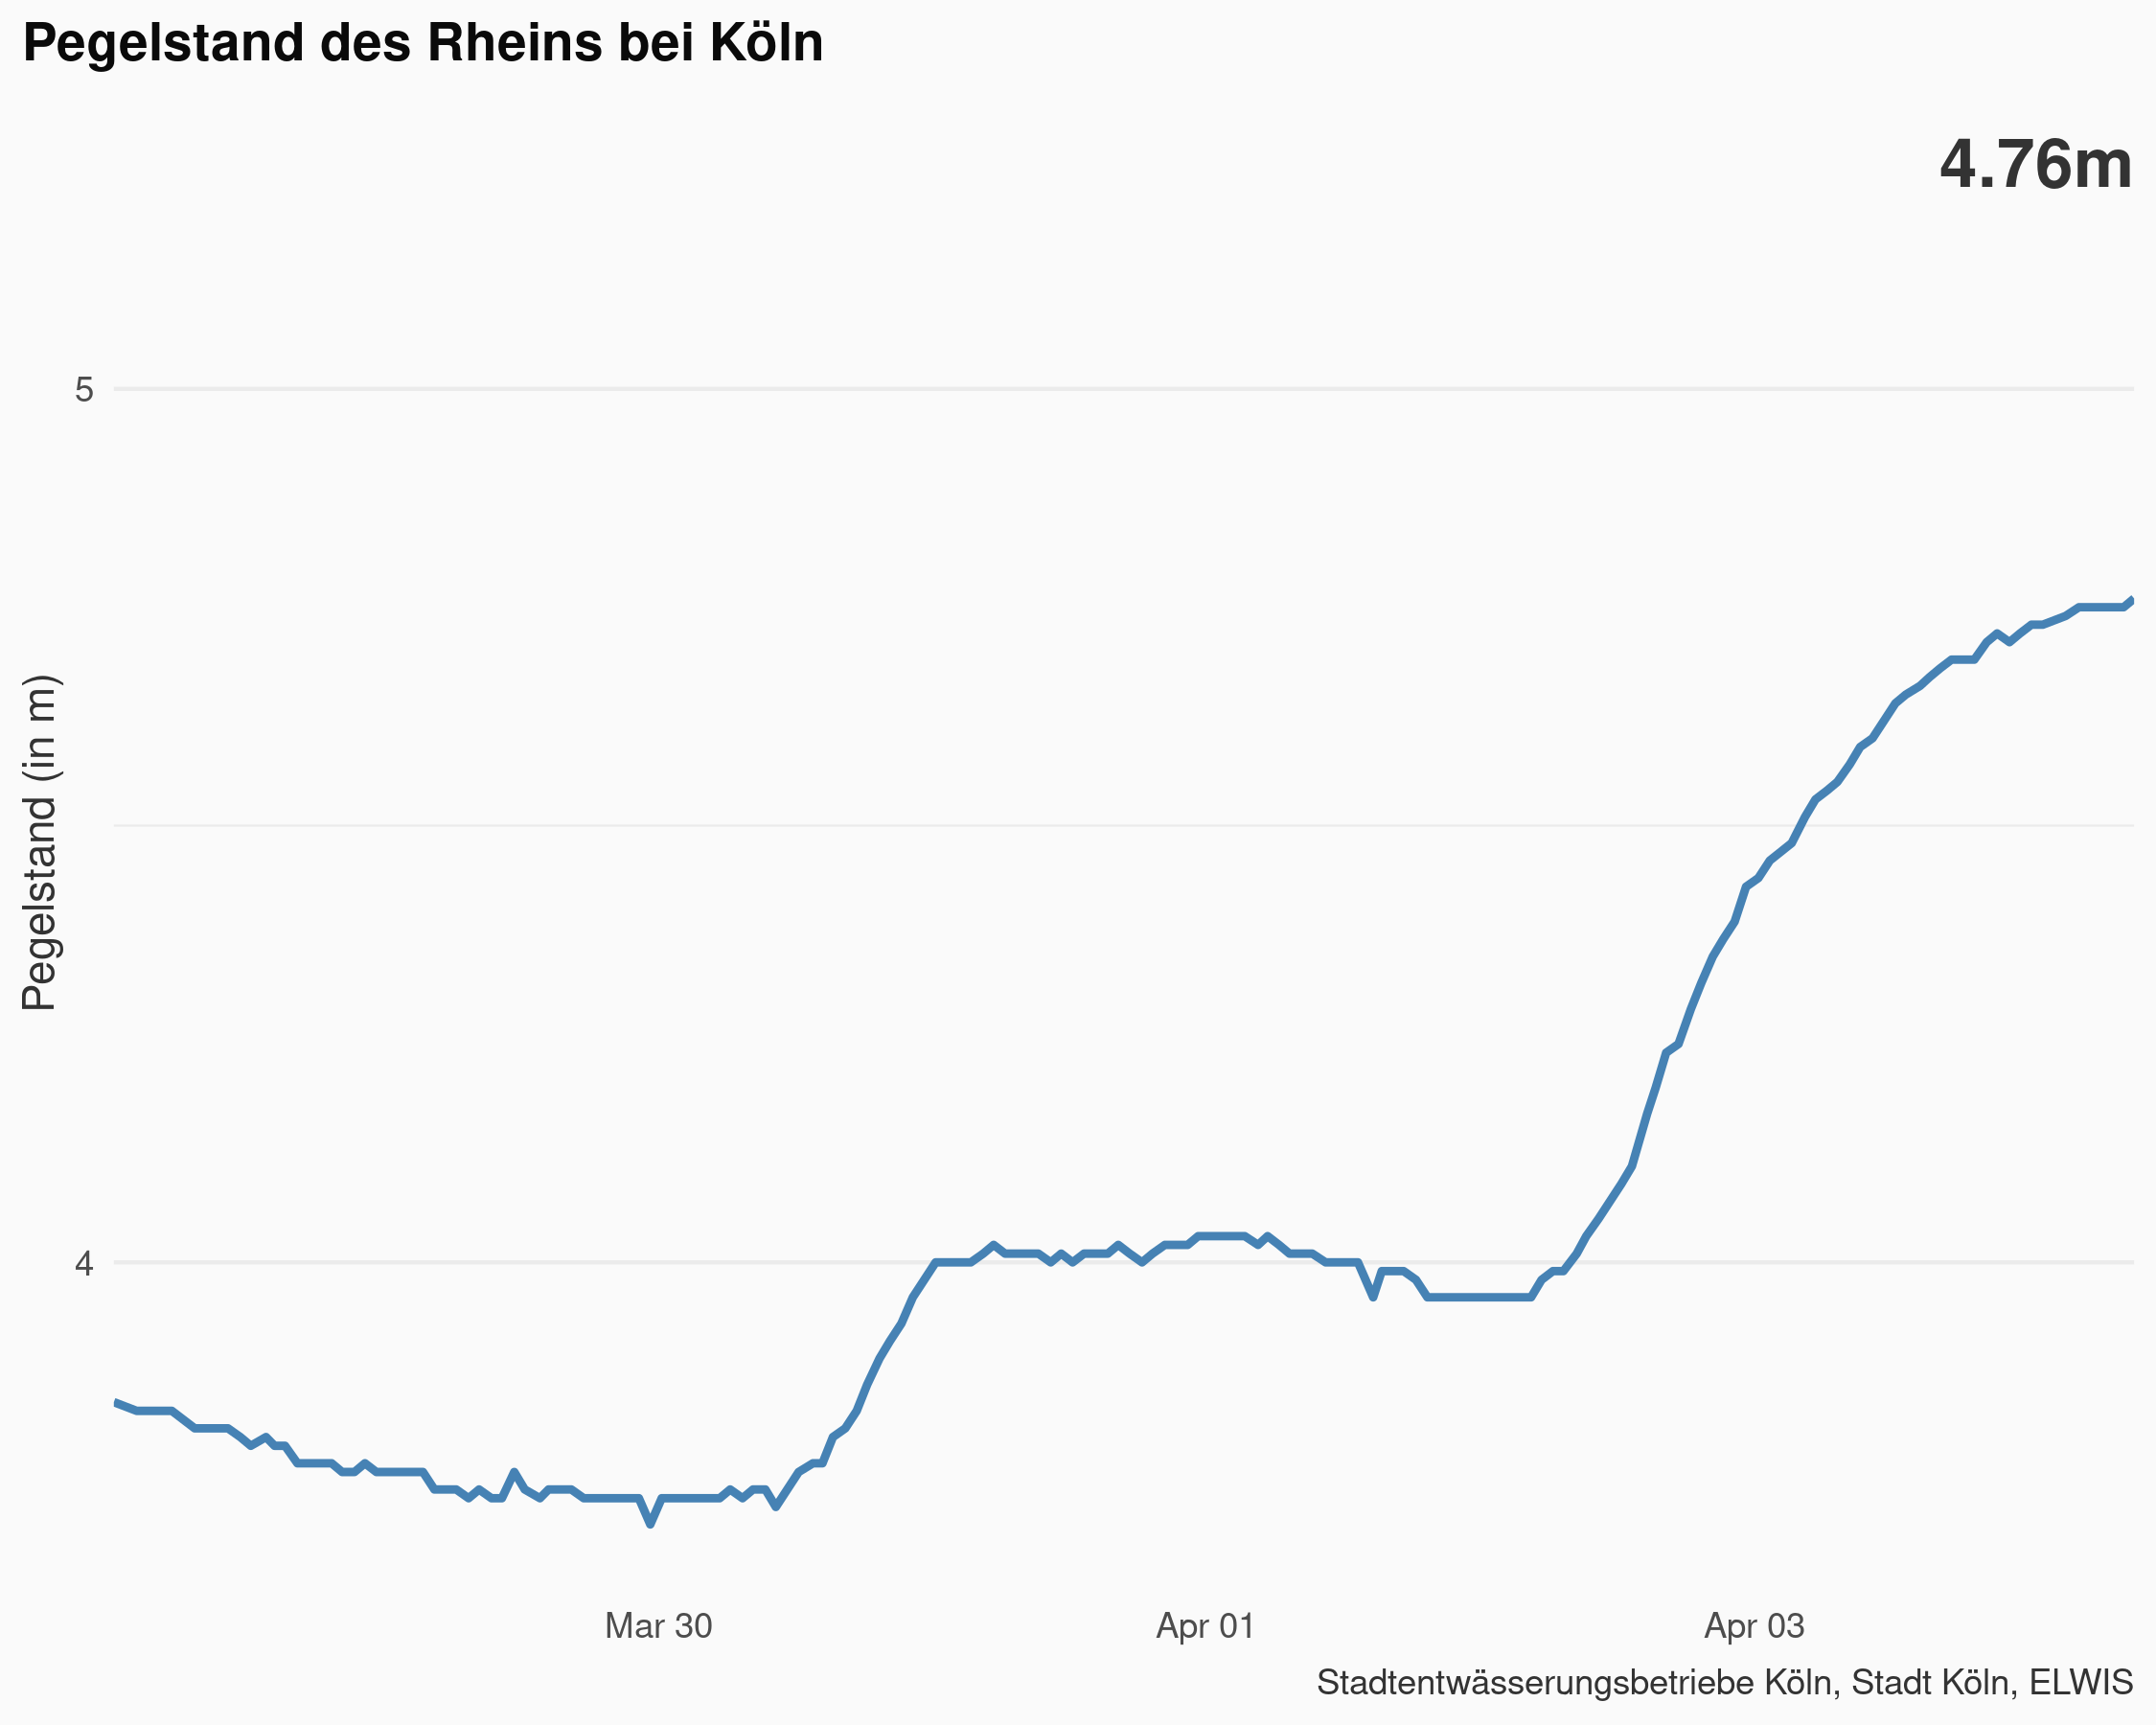 Pegelstand des Rheins bei Köln
4.76m
5
Pegelstand (in m)
4
Mar 30
Apr 01
Apr 03
Stadtentwässerungsbetriebe Köln, Stadt Köln, ELWIS